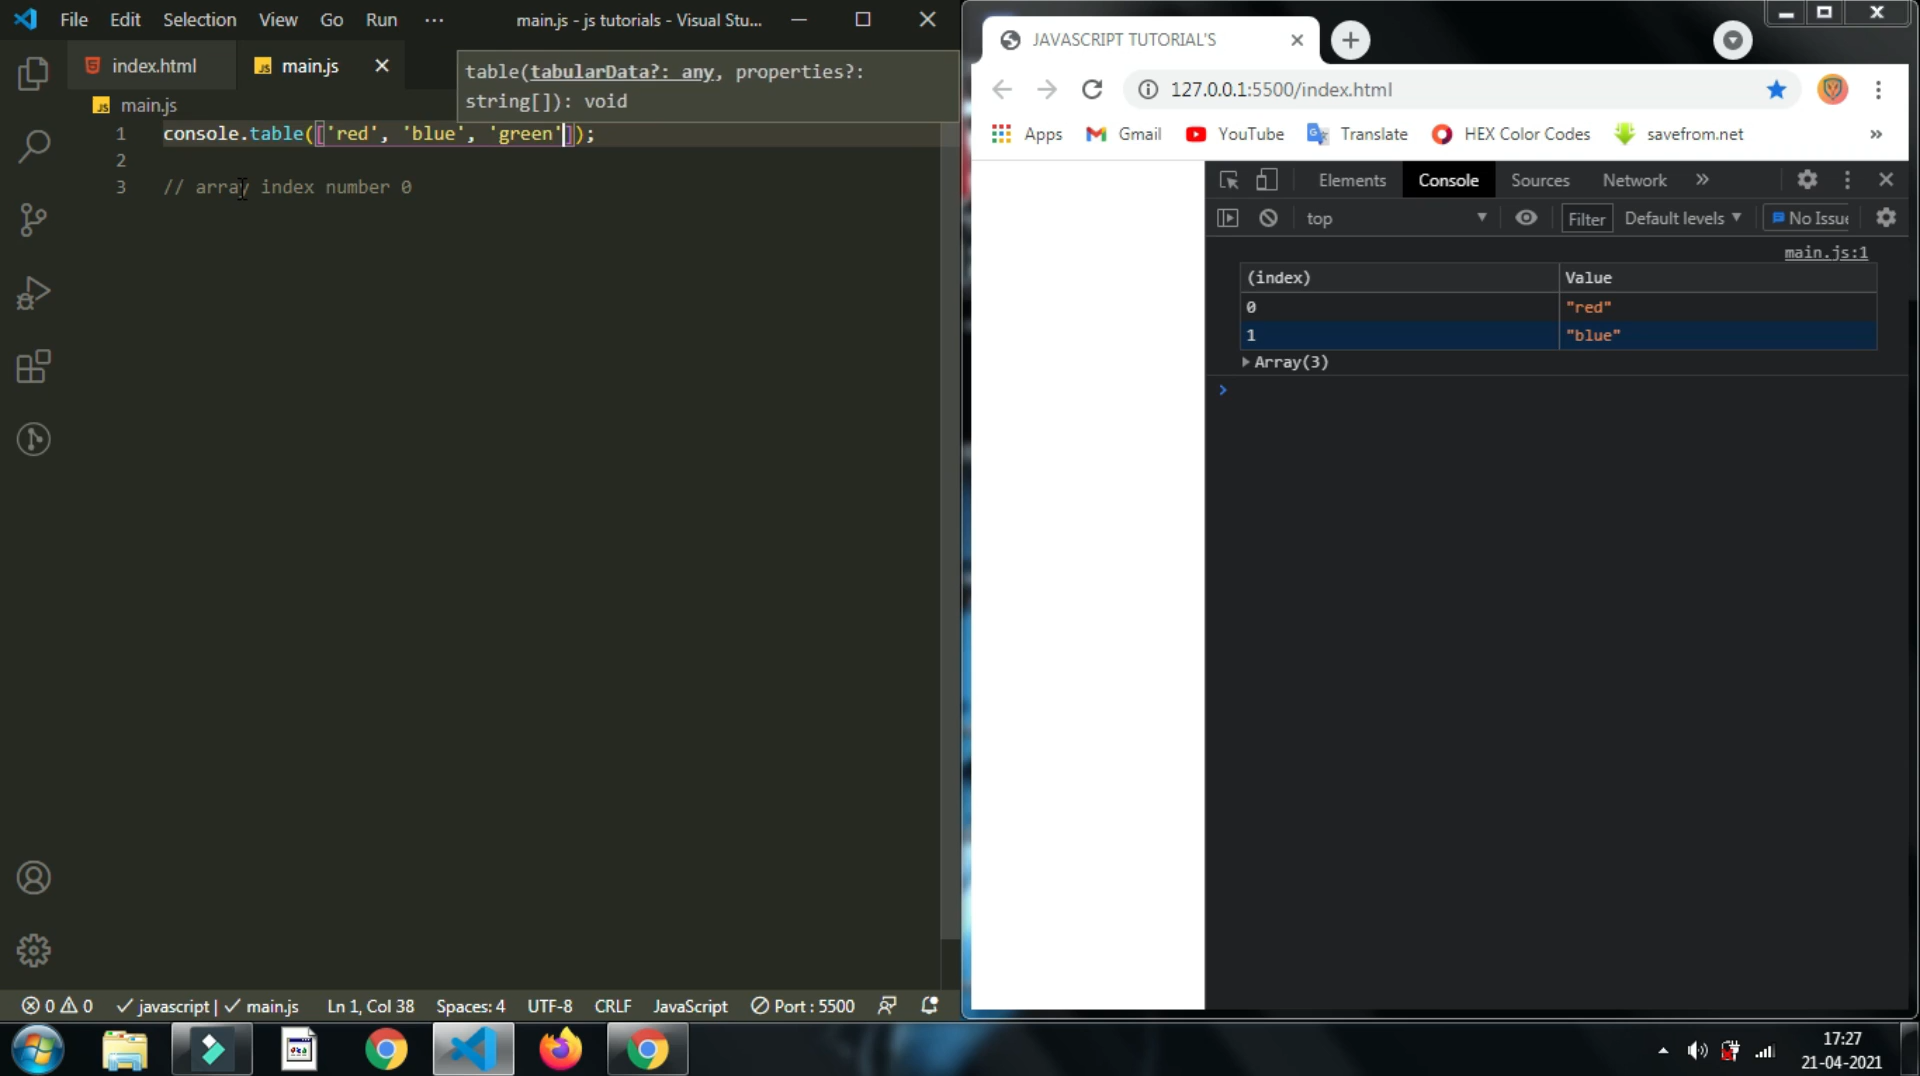 File Edit Selection View Go Run ··· main.js - js tutorials - Visual Stu...
index.html main.js
table(tabularData?: any, properties?:
string[]): void
main.js
1 console.table(['red', 'blue', 'green']);
2
3 // array index number 0
0 0 javascript | main.js Ln 1, Col 38 Spaces: 4 UTF-8 CRLF JavaScript Port : 5500
JAVASCRIPT TUTORIAL'S
127.0.0.1:5500/index.html
Apps Gmail YouTube Translate HEX Color Codes savefrom.net »
Elements Console Sources Network »
top Filter Default levels No Issue
main.js:1
(index) Value
0 "red"
1 "blue"
Array(3)
17:27
21-04-2021